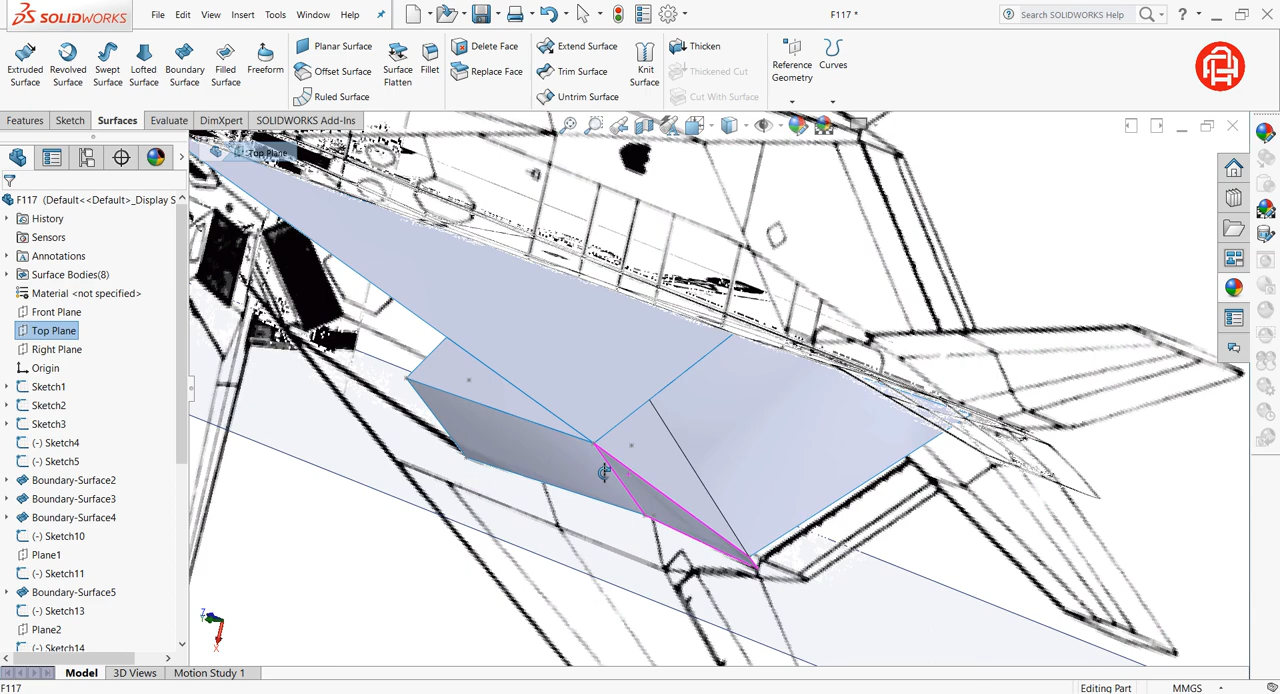 SOLIDWORKS
File Edit View Insert Tools Window Help
F117 *
Search SOLIDWORKS Help
?
Extruded Surface
Revolved Surface
Swept Surface
Lofted Surface
Boundary Surface
Filled Surface
Freeform
Planar Surface
Offset Surface
Ruled Surface
Surface Flatten
Fillet
Delete Face
Replace Face
Extend Surface
Trim Surface
Untrim Surface
Knit Surface
Thicken
Thickened Cut
Cut With Surface
Reference Geometry
Curves
Features Sketch Surfaces Evaluate DimXpert SOLIDWORKS Add-Ins
Top Plane
F117 (Default<<Default>_Display S
History
Sensors
Annotations
Surface Bodies(8)
Material <not specified>
Front Plane
Top Plane
Right Plane
Origin
Sketch1
Sketch2
Sketch3
(-) Sketch4
(-) Sketch5
Boundary-Surface2
Boundary-Surface3
Boundary-Surface4
(-) Sketch10
Plane1
(-) Sketch11
Boundary-Surface5
(-) Sketch13
Plane2
(-) Sketch14
Z
X
Model 3D Views Motion Study 1
F117
Editing Part
MMGS